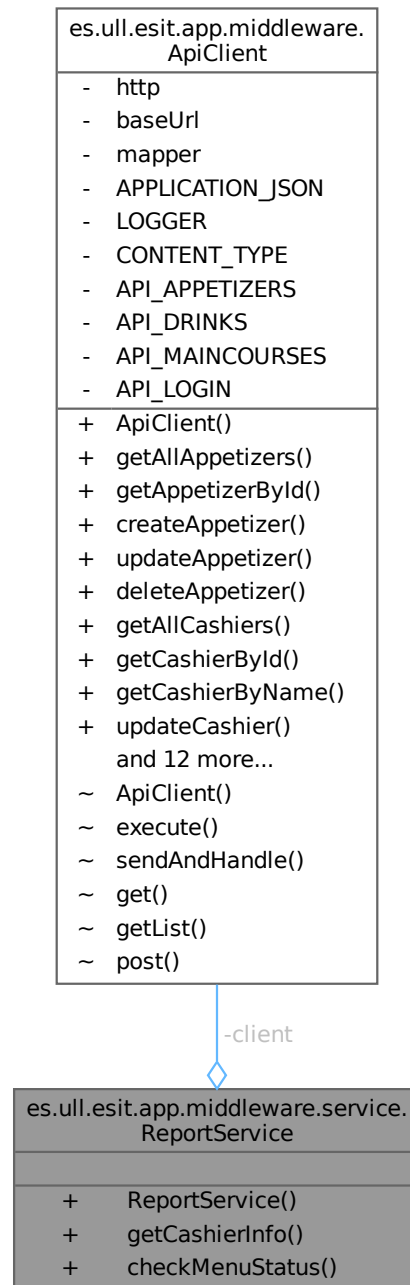 es.ull.esit.app.middleware.
ApiClient
- http
- baseUrl
- mapper
- APPLICATION_JSON
- LOGGER
- CONTENT_TYPE
- API_APPETIZERS
- API_DRINKS
- API_MAINCOURSES
- API_LOGIN
+ ApiClient()
+ getAllAppetizers()
+ getAppetizerById()
+ createAppetizer()
+ updateAppetizer()
+ deleteAppetizer()
+ getAllCashiers()
+ getCashierById()
+ getCashierByName()
+ updateCashier()
and 12 more...
~ ApiClient()
~ execute()
~ sendAndHandle()
~ get()
~ getList()
~ post()
-client
es.ull.esit.app.middleware.service.
ReportService
+ ReportService()
+ getCashierInfo()
+ checkMenuStatus()